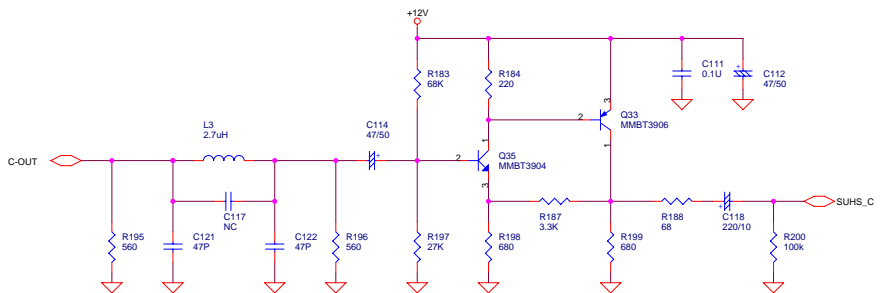 +12V
R183
68K
R184
220
C111
0.1U
C112
47/50
+
3
2
Q33
MMBT3906
1
L3
2.7uH
C114
47/50
+
1
2
Q35
MMBT3904
3
C-OUT
C117
NC
R187
3.3K
R188
68
C118
220/10
+
SUHS_C
R195
560
C121
47P
C122
47P
R196
560
R197
27K
R198
680
R199
680
R200
100k